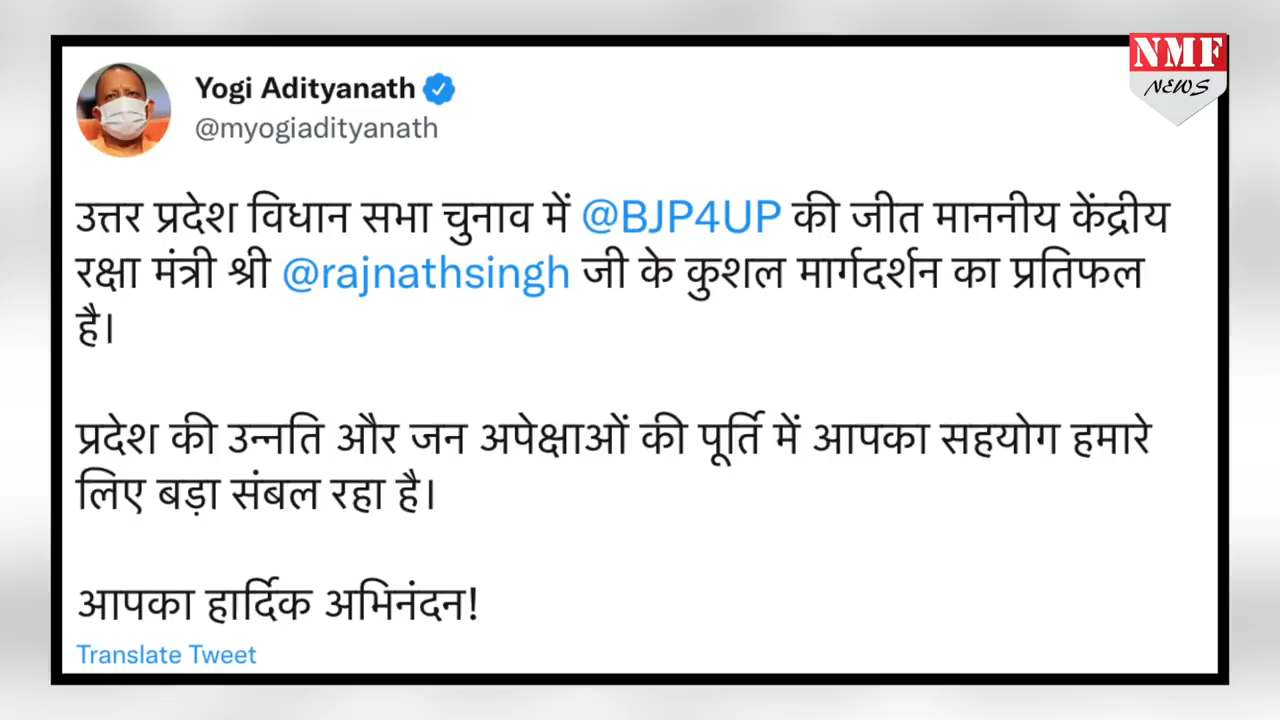 NMF
NEWS
Yogi Adityanath
@myogiadityanath
उत्तर प्रदेश विधान सभा चुनाव में @BJP4UP की जीत माननीय केंद्रीय
रक्षा मंत्री श्री @rajnathsingh जी के कुशल मार्गदर्शन का प्रतिफल
है।
प्रदेश की उन्नति और जन अपेक्षाओं की पूर्ति में आपका सहयोग हमारे
लिए बड़ा संबल रहा है।
आपका हार्दिक अभिनंदन!
Translate Tweet